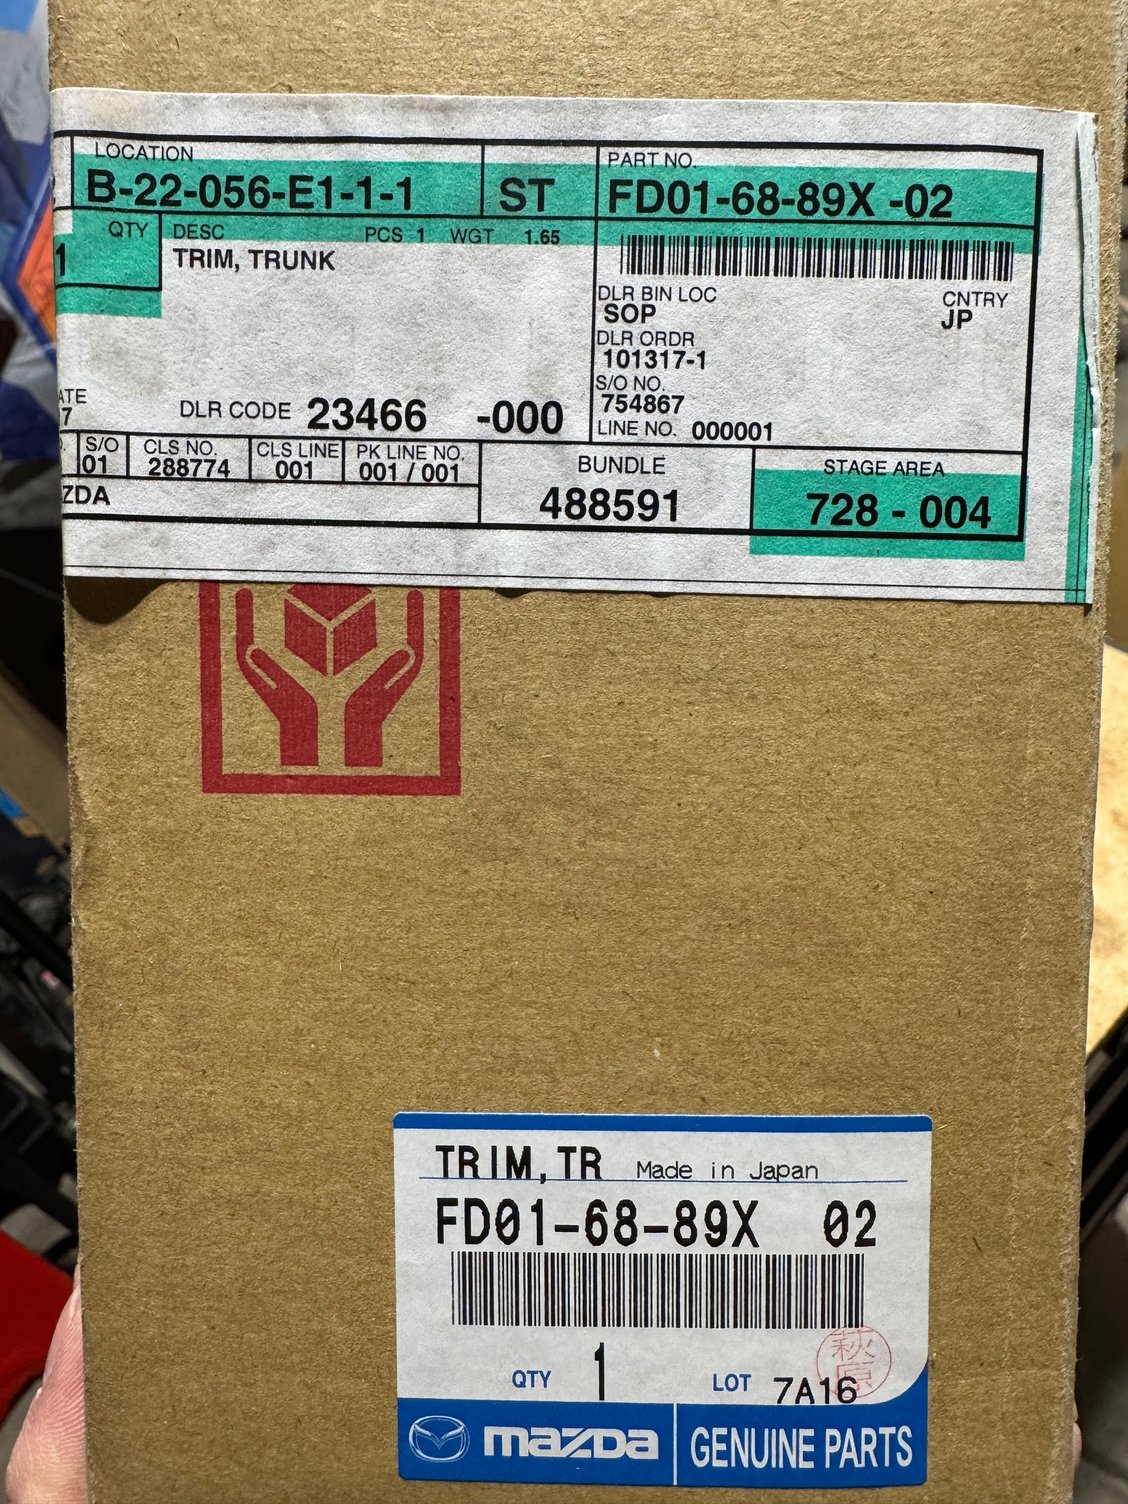 LOCATION
B-22-056-E1-1-1
ST
PART NO.
FD01-68-89X -02
QTY
1
DESC
PCS 1 WGT 1.65
TRIM, TRUNK
DLR BIN LOC
SOP
CNTRY
JP
DLR ORDR
101317-1
S/O NO.
754867
LINE NO. 000001
ATE
7
DLR CODE 23466 -000
S/O
01
CLS NO.
288774
CLS LINE
001
PK LINE NO.
001 / 001
ZDA
BUNDLE
488591
STAGE AREA
728 - 004
TRIM,TR Made in Japan
FD01-68-89X 02
QTY 1 LOT 7A16
萩原
mazda GENUINE PARTS